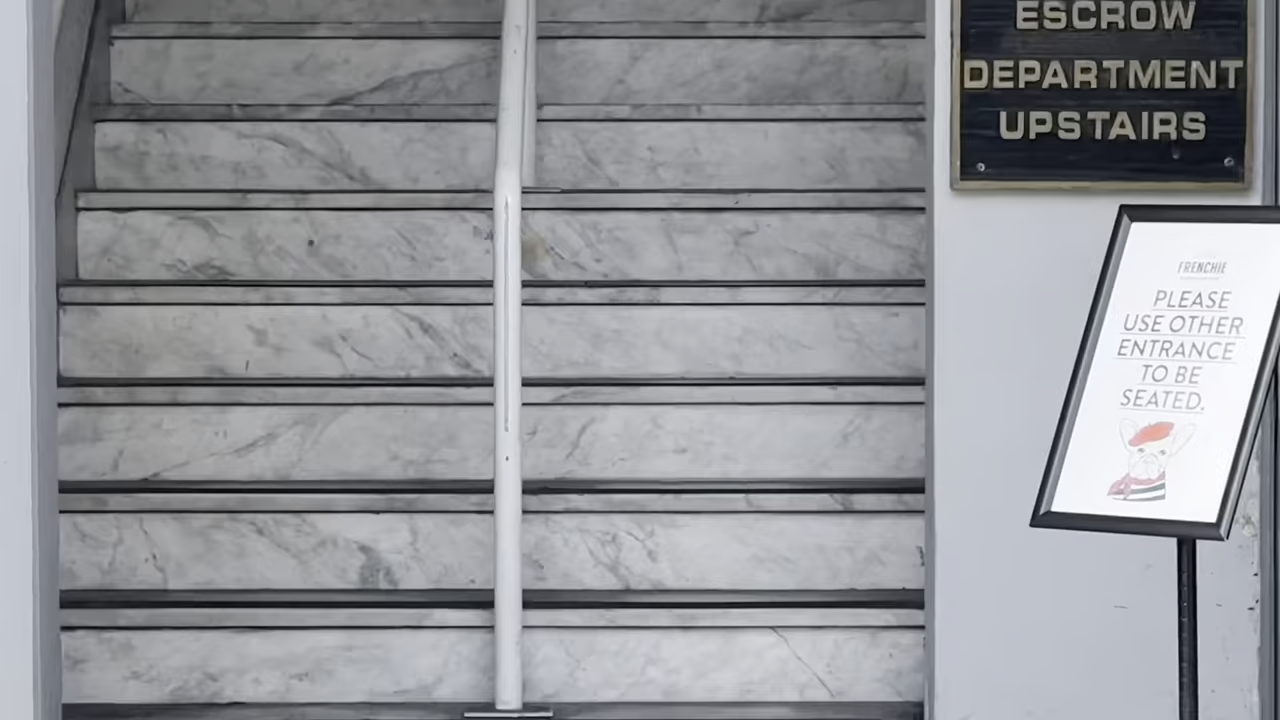 ESCROW
DEPARTMENT
UPSTAIRS
FRENCHIE
PLEASE
USE OTHER
ENTRANCE
TO BE
SEATED.